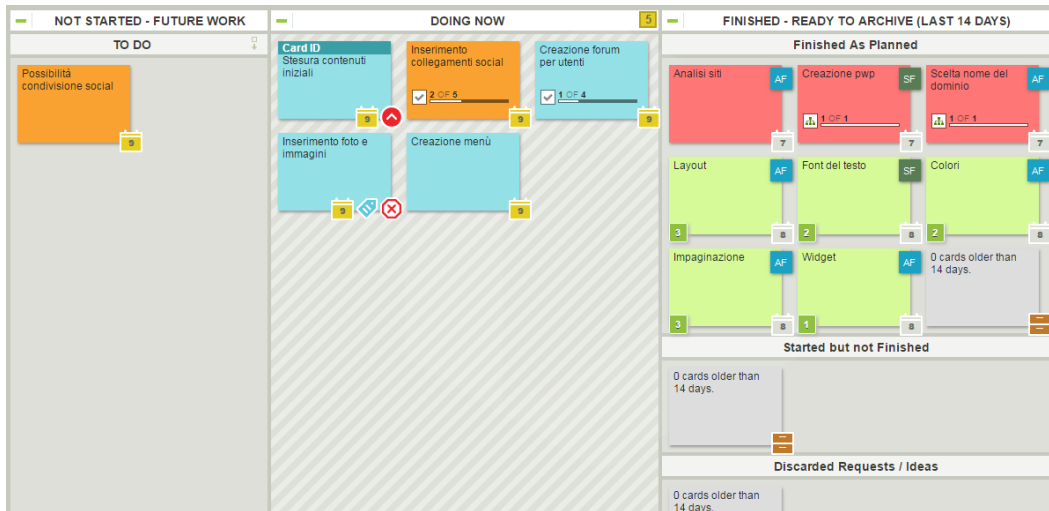 NOT STARTED - FUTURE WORK
TO DO
Possibilità
condivisione social
9
DOING NOW
5
Card ID
Stesura contenuti
iniziali
9
Inserimento
collegamenti social
2 OF 5
9
Creazione forum
per utenti
1 OF 4
9
Inserimento foto e
immagini
9
Creazione menù
9
FINISHED - READY TO ARCHIVE (LAST 14 DAYS)
Finished As Planned
Analisi siti
AF
7
Creazione pwp
SF
1 OF 1
7
Scelta nome del
dominio
AF
1 OF 1
7
Layout
AF
3
8
Font del testo
SF
2
8
Colori
AF
2
8
Impaginazione
AF
3
8
Widget
AF
1
8
0 cards older than
14 days.
Started but not Finished
0 cards older than
14 days.
Discarded Requests / Ideas
0 cards older than
14 days.